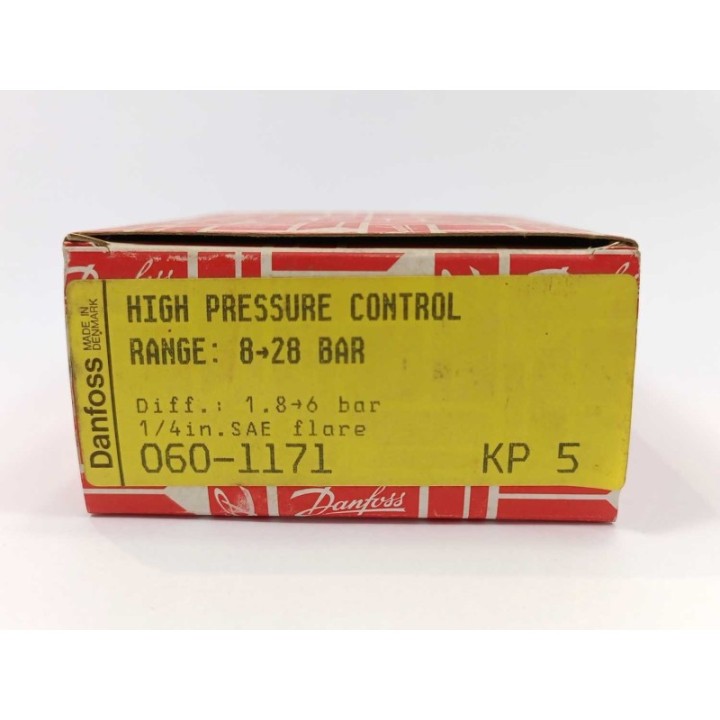 HIGH PRESSURE CONTROL
RANGE: 8→28 BAR
Diff.: 1.8→6 bar
1/4in.SAE flare
060-1171 KP 5
Danfoss
MADE IN
DENMARK
Danfoss